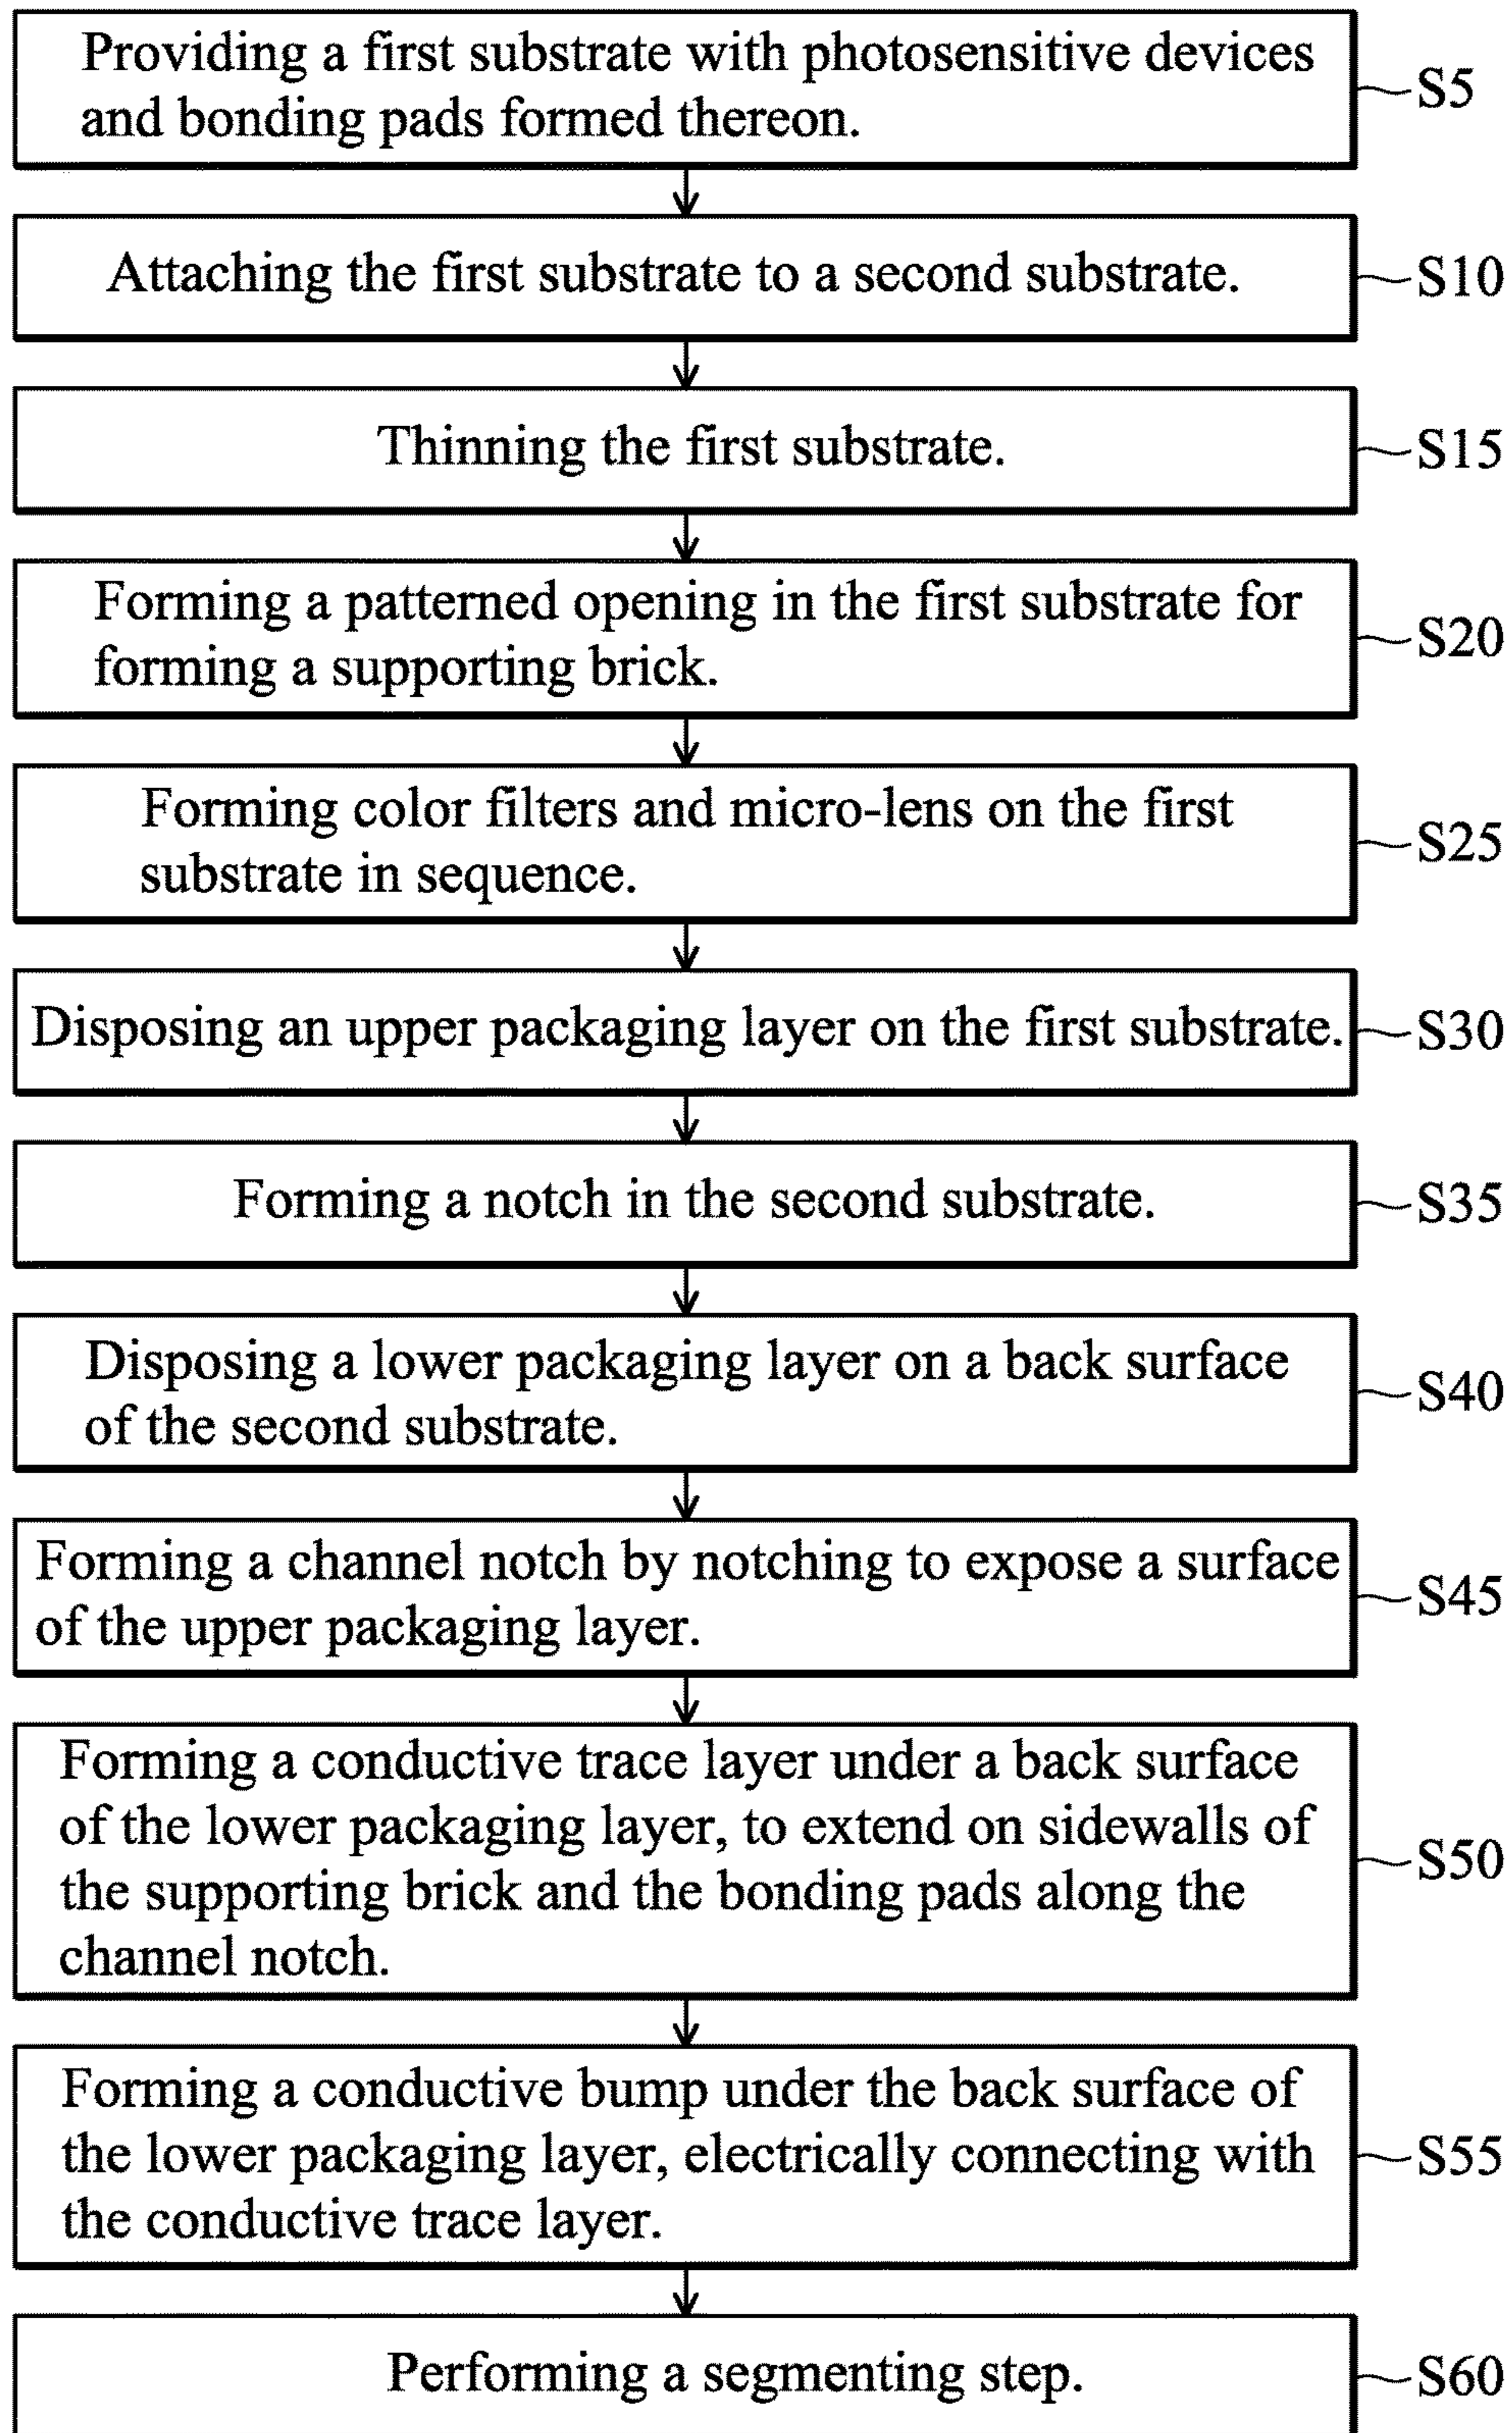 Providing a first substrate with photosensitive devices
and bonding pads formed thereon.
S5
Attaching the first substrate to a second substrate.
S10
Thinning the first substrate.
S15
Forming a patterned opening in the first substrate for
forming a supporting brick.
S20
Forming color filters and micro-lens on the first
substrate in sequence.
S25
Disposing an upper packaging layer on the first substrate.
S30
Forming a notch in the second substrate.
S35
Disposing a lower packaging layer on a back surface
of the second substrate.
S40
Forming a channel notch by notching to expose a surface
of the upper packaging layer.
S45
Forming a conductive trace layer under a back surface
of the lower packaging layer, to extend on sidewalls of
the supporting brick and the bonding pads along the
channel notch.
S50
Forming a conductive bump under the back surface of
the lower packaging layer, electrically connecting with
the conductive trace layer.
S55
Performing a segmenting step.
S60